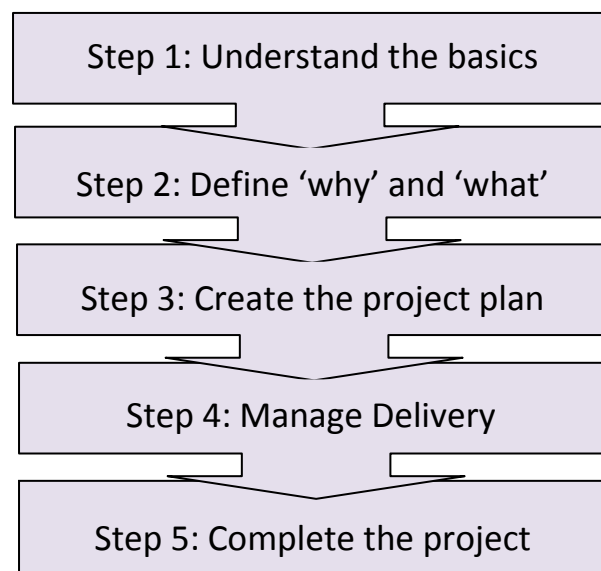 Step 1: Understand the basics
Step 2: Define ‘why’ and ‘what’
Step 3: Create the project plan
Step 4: Manage Delivery
Step 5: Complete the project